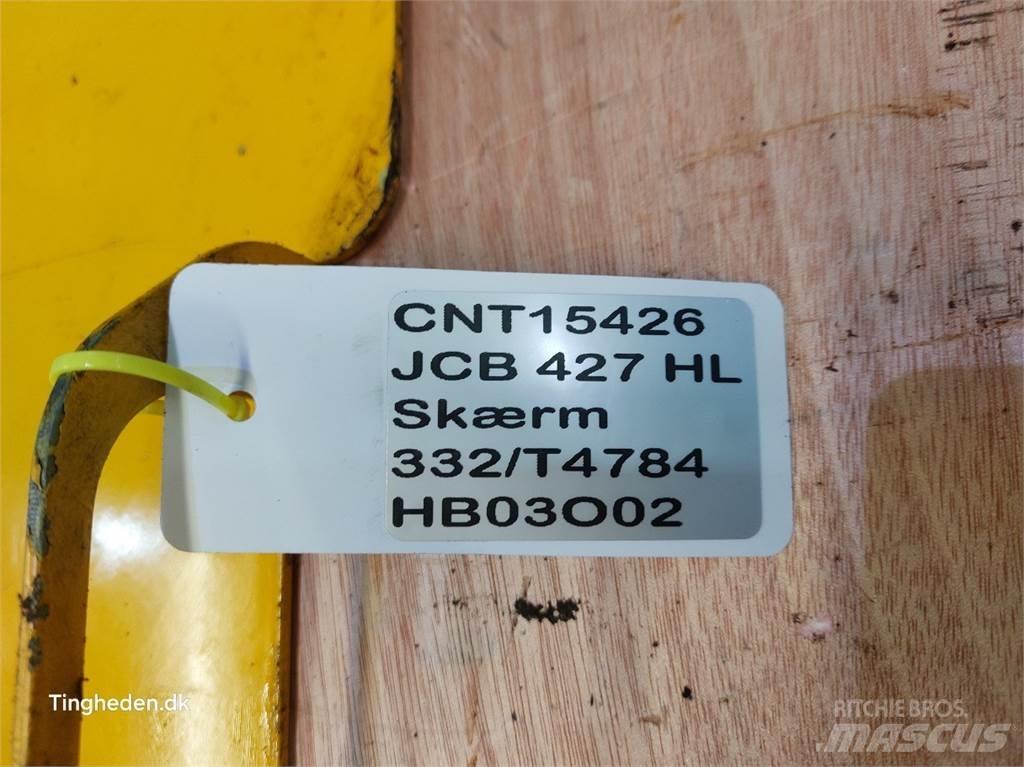 CNT15426
JCB 427 HL
Skærm
332/T4784
HB03O02
Tingheden.dk
RITCHIE BROS.
MASCUS